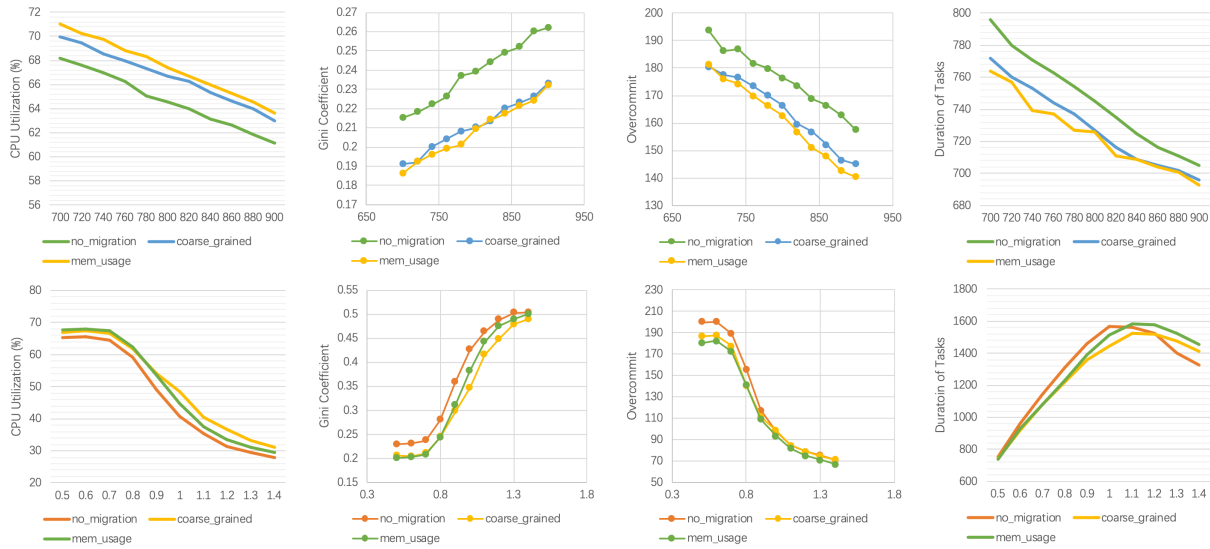 CPU Utilization (%)
72
70
68
66
64
62
60
58
56
700 720 740 760 780 800 820 840 860 880 900
no_migration coarse_grained
mem_usage
Gini Coefficient
0.27
0.26
0.25
0.24
0.23
0.22
0.21
0.2
0.19
0.18
0.17
650 750 850 950
no_migration coarse_grained
mem_usage
Overcommit
200
190
180
170
160
150
140
130
650 750 850 950
no_migration coarse_grained
mem_usage
Duration of Tasks
800
780
760
740
720
700
680
700 720 740 760 780 800 820 840 860 880 900
no_migration coarse_grained
mem_usage
CPU Utilization (%)
80
70
60
50
40
30
20
0.5 0.6 0.7 0.8 0.9 1 1.1 1.2 1.3 1.4
no_migration coarse_grained
mem_usage
Gini Coefficient
0.55
0.5
0.45
0.4
0.35
0.3
0.25
0.2
0.15
0.3 0.8 1.3 1.8
no_migration coarse_grained
mem_usage
Overcommit
230
210
190
170
150
130
110
90
70
50
0.3 0.8 1.3 1.8
no_migration coarse_grained
mem_usage
Duratoin of Tasks
1800
1600
1400
1200
1000
800
600
0.5 0.6 0.7 0.8 0.9 1 1.1 1.2 1.3 1.4
no_migration coarse_grained
mem_usage